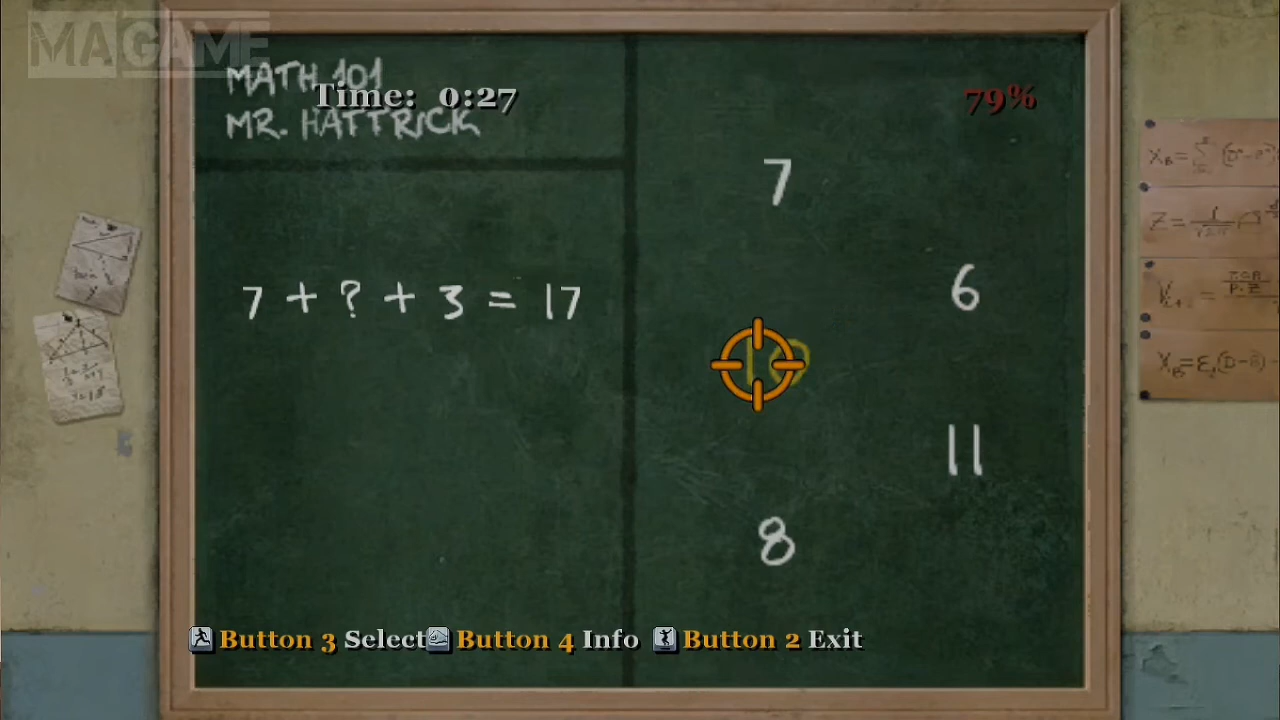 MAGAME
MATH 101
Time: 0:27
79%
MR. HATTRICK
7
7 + ? + 3 = 17
6
10
11
8
Button 3 Select Button 4 Info Button 2 Exit